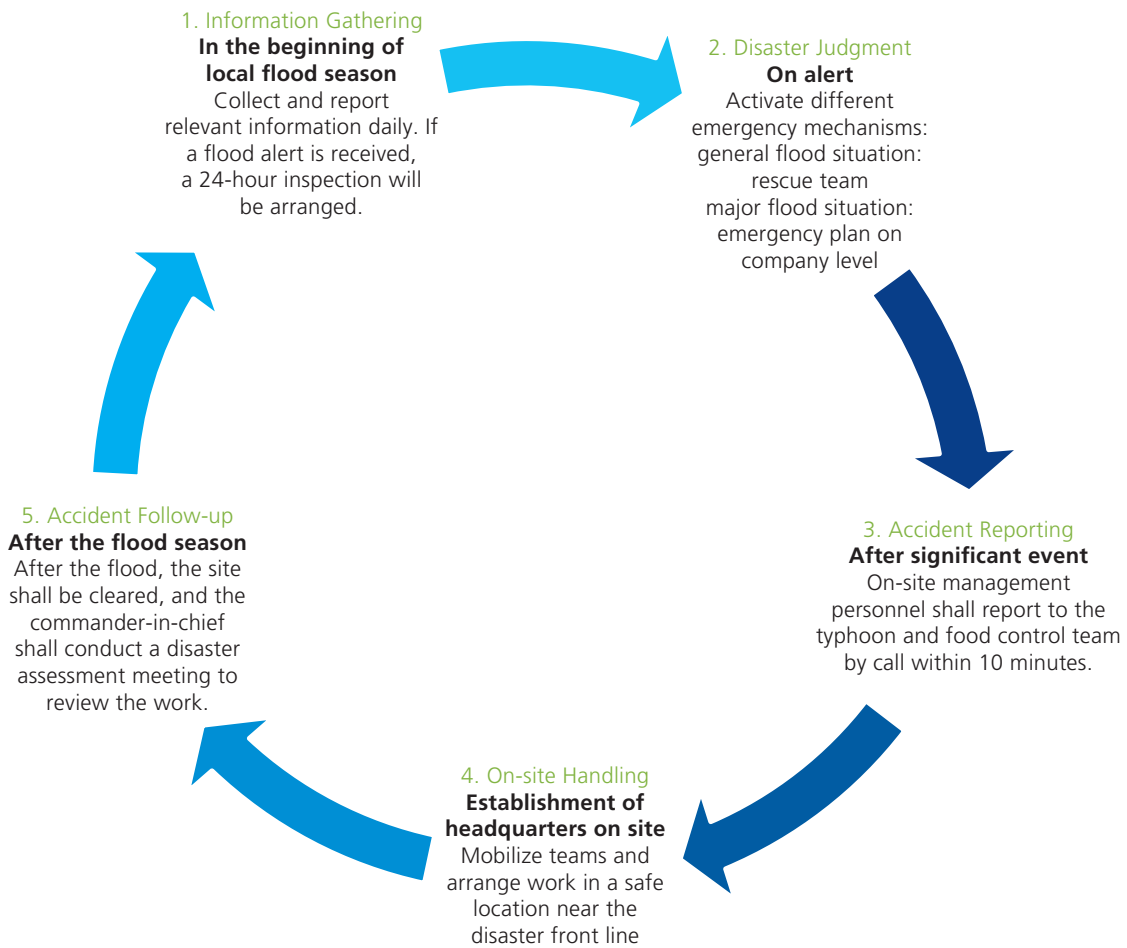 1. Information Gathering
In the beginning of
local flood season
Collect and report
relevant information daily. If
a flood alert is received,
a 24-hour inspection will
be arranged.
2. Disaster Judgment
On alert
Activate different
emergency mechanisms:
general flood situation:
rescue team
major flood situation:
emergency plan on
company level
3. Accident Reporting
After significant event
On-site management
personnel shall report to the
typhoon and food control team
by call within 10 minutes.
4. On-site Handling
Establishment of
headquarters on site
Mobilize teams and
arrange work in a safe
location near the
disaster front line
5. Accident Follow-up
After the flood season
After the flood, the site
shall be cleared, and the
commander-in-chief
shall conduct a disaster
assessment meeting to
review the work.